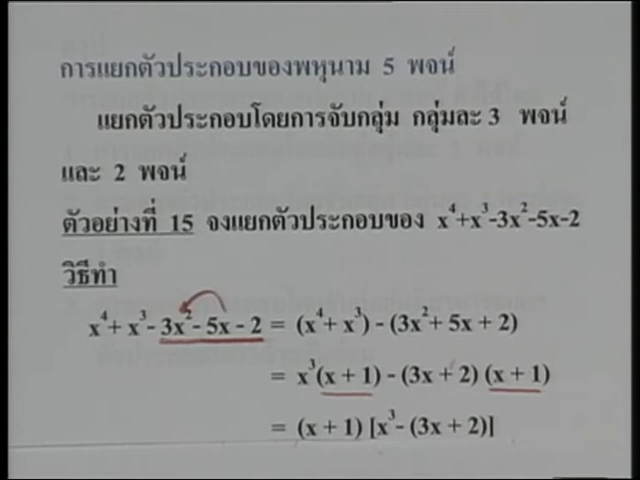 การแยกตัวประกอบของพหุนาม 5 พจน์
แยกตัวประกอบโดยการจับกลุ่ม กลุ่มละ 3 พจน์
และ 2 พจน์
ตัวอย่างที่ 15 จงแยกตัวประกอบของ x⁴+x³-3x²-5x-2
วิธีทำ
x⁴+ x³- 3x²- 5x - 2 = (x⁴+ x³) - (3x²+ 5x + 2)
= x³(x + 1) - (3x + 2) (x + 1)
= (x + 1) [x³- (3x + 2)]